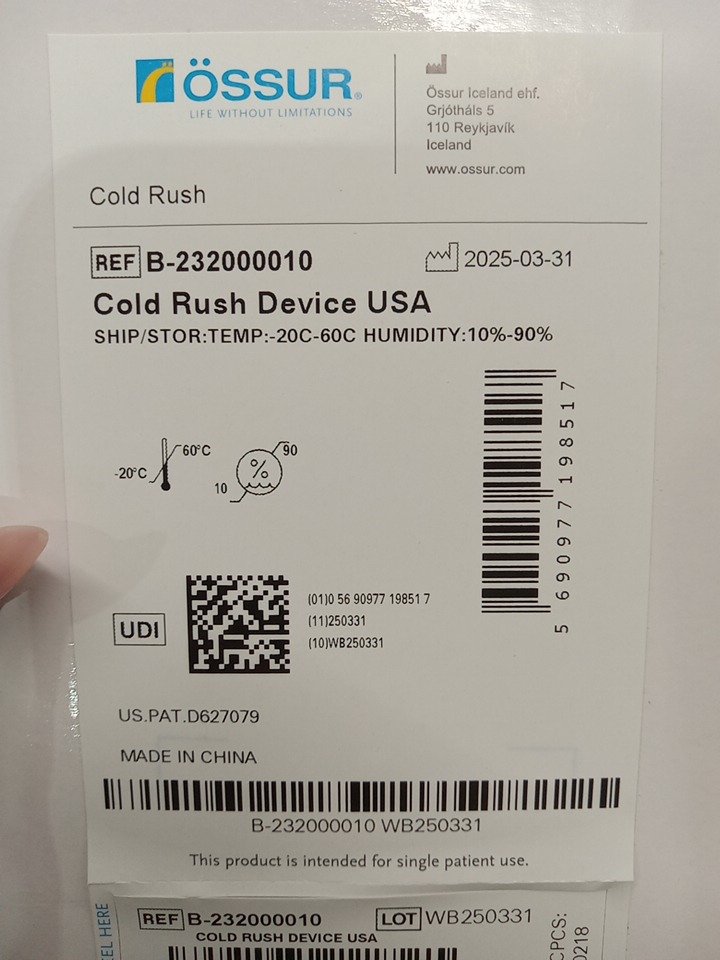 ÖSSUR®
LIFE WITHOUT LIMITATIONS
Össur Iceland ehf.
Grjótháls 5
110 Reykjavík
Iceland
www.ossur.com
Cold Rush
REF B-232000010
2025-03-31
Cold Rush Device USA
SHIP/STOR:TEMP:-20C-60C HUMIDITY:10%-90%
60°C
-20°C
90
%
10
5 690977 198517
UDI
(01)0 56 90977 19851 7
(11)250331
(10)WB250331
US.PAT.D627079
MADE IN CHINA
B-232000010 WB250331
This product is intended for single patient use.
EL HERE
REF B-232000010 LOT WB250331
COLD RUSH DEVICE USA
CPCS:
0218